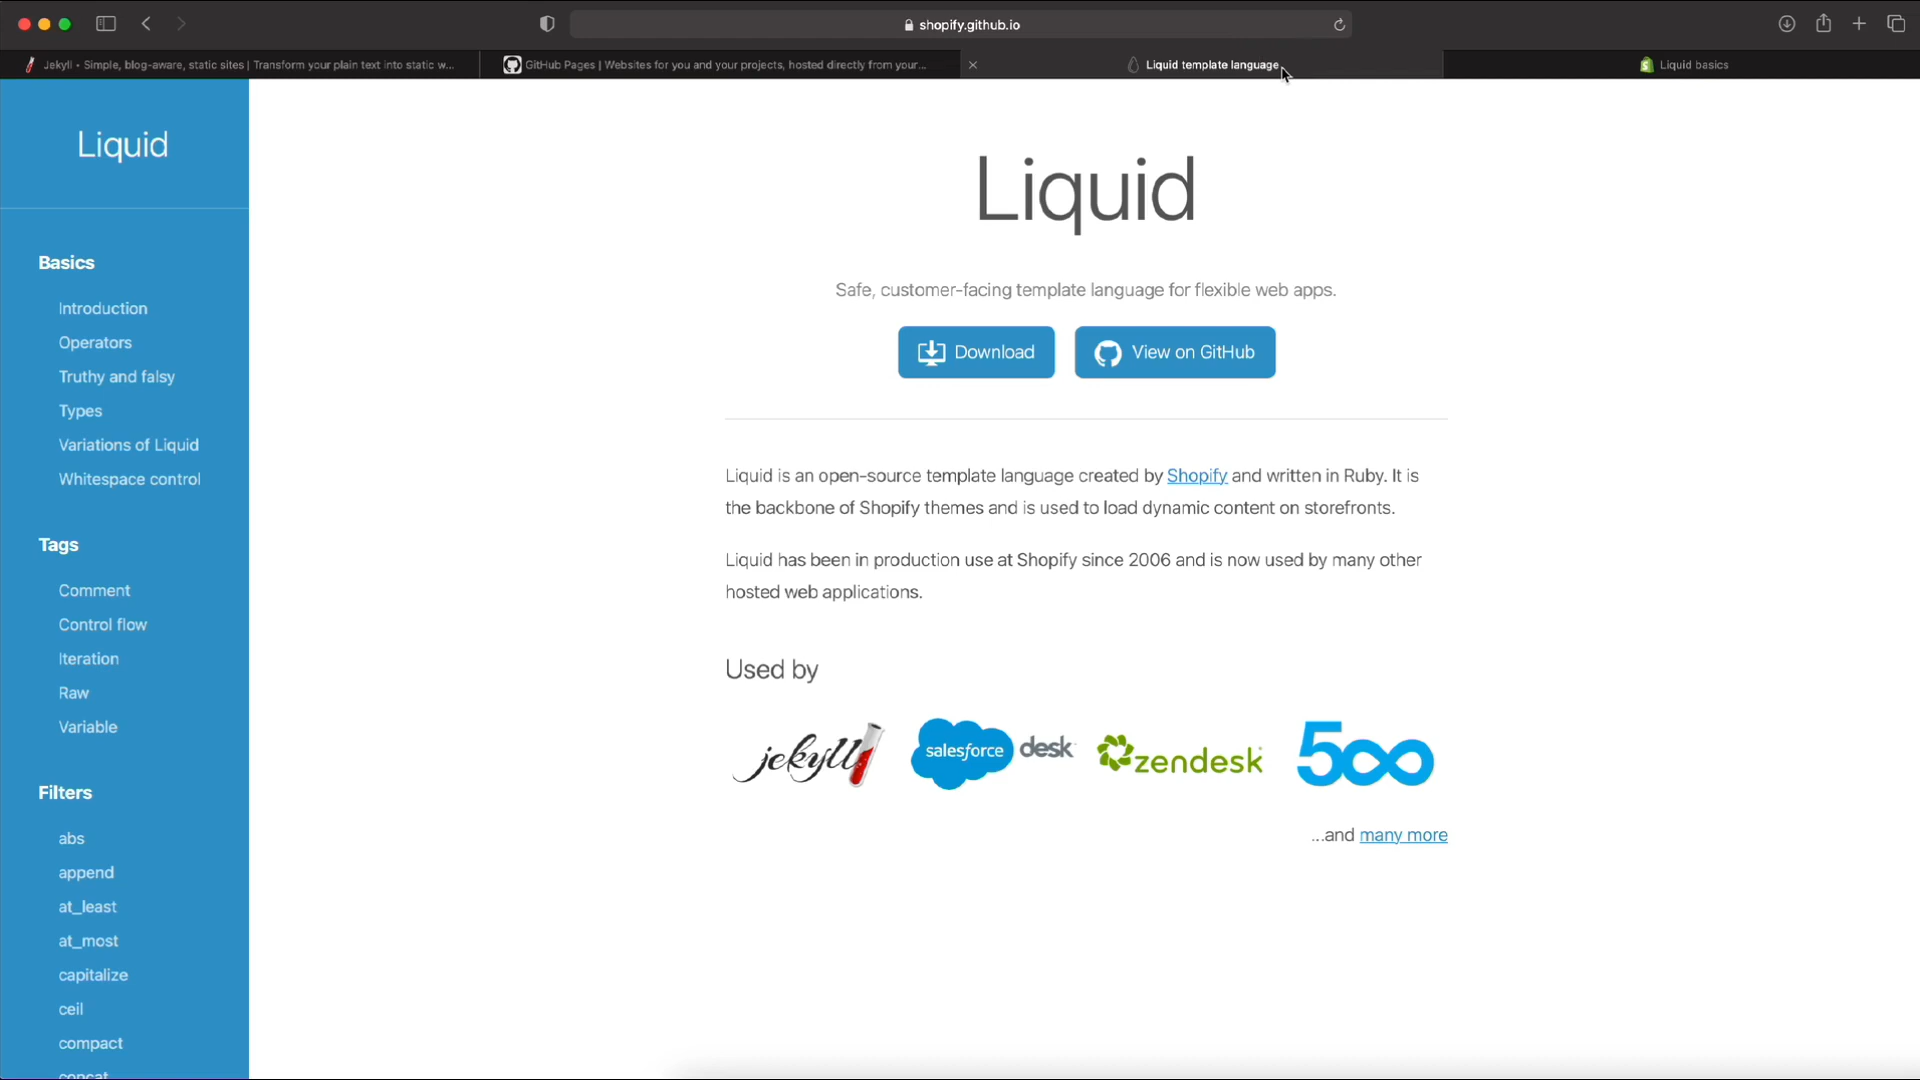 shopify.github.io
Jekyll • Simple, blog-aware, static sites | Transform your plain text into static w...
GitHub Pages | Websites for you and your projects, hosted directly from your...
Liquid template language
Liquid basics
Liquid
Basics
Introduction
Operators
Truthy and falsy
Types
Variations of Liquid
Whitespace control
Tags
Comment
Control flow
Iteration
Raw
Variable
Filters
abs
append
at_least
at_most
capitalize
ceil
compact
concat
Liquid
Safe, customer-facing template language for flexible web apps.
Download
View on GitHub
Liquid is an open-source template language created by Shopify and written in Ruby. It is
the backbone of Shopify themes and is used to load dynamic content on storefronts.
Liquid has been in production use at Shopify since 2006 and is now used by many other
hosted web applications.
Used by
jekyll
salesforce desk
zendesk
500
...and many more